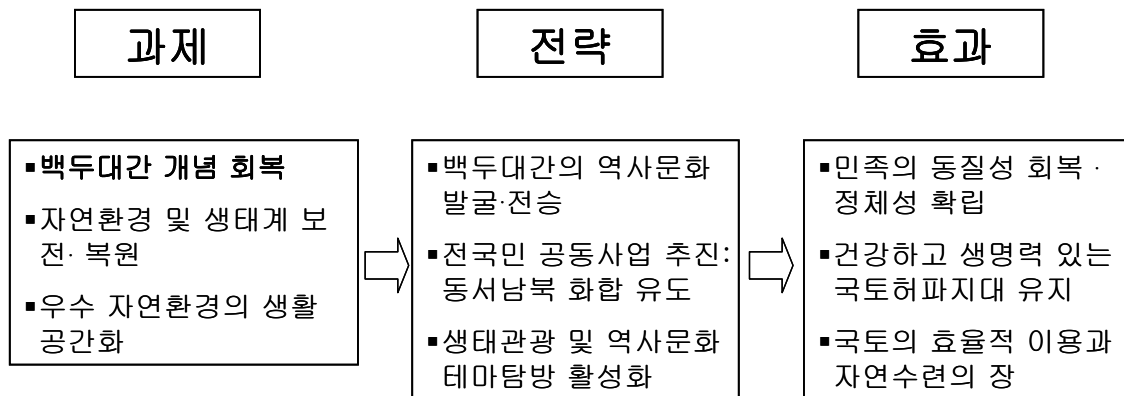 과제
전략
효과
▪백두대간 개념 회복
▪자연환경 및 생태계 보
전· 복원
▪우수 자연환경의 생활
공간화
▪백두대간의 역사문화
발굴·전승
▪전국민 공동사업 추진:
동서남북 화합 유도
▪생태관광 및 역사문화
테마탐방 활성화
▪민족의 동질성 회복 ·
정체성 확립
▪건강하고 생명력 있는
국토허파지대 유지
▪국토의 효율적 이용과
자연수련의 장